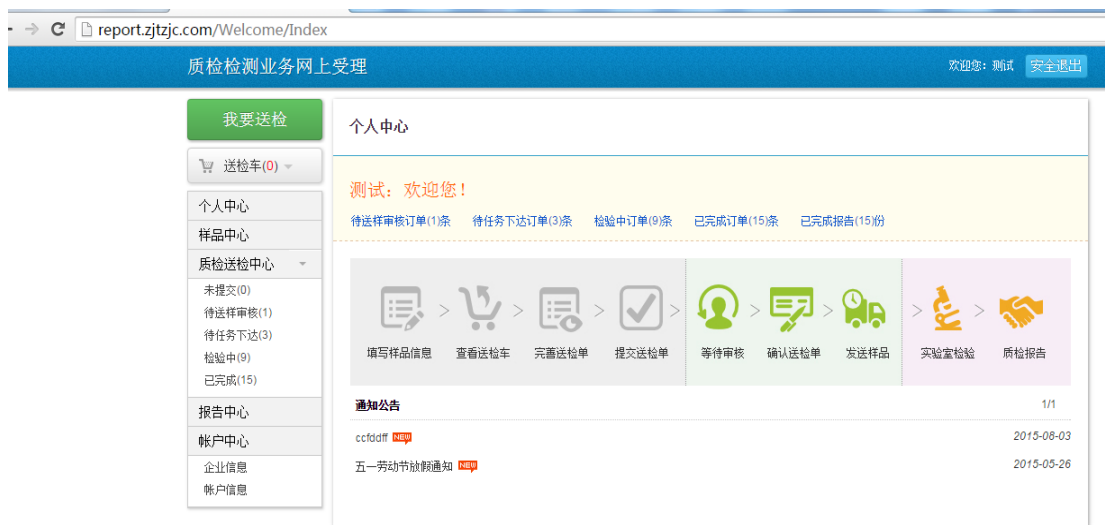 report.zjtzjc.com/Welcome/Index
质检检测业务网上受理
欢迎您：测试 安全退出
我要送检
送检车(0)
个人中心
样品中心
质检送检中心
未提交(0)
待送样审核(1)
待任务下达(3)
检验中(9)
已完成(15)
报告中心
帐户中心
企业信息
帐户信息
个人中心
测试：欢迎您！
待送样审核订单(1)条 待任务下达订单(3)条 检验中订单(9)条 已完成订单(15)条 已完成报告(15)份
填写样品信息 > 查看送检车 > 完善送检单 > 提交送检单 > 等待审核 > 确认送检单 > 发送样品 > 实验室检验 > 质检报告
通知公告 1/1
ccfddff NEW 2015-08-03
五一劳动节放假通知 NEW 2015-05-26